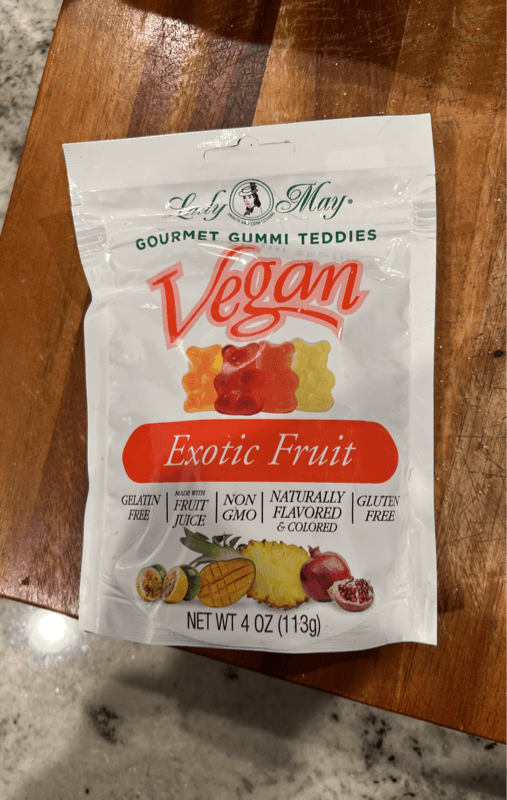 Lady May®
GOURMET GUMMI TEDDIES
Vegan
Exotic Fruit
GELATIN FREE
MADE WITH FRUIT JUICE
NON GMO
NATURALLY FLAVORED & COLORED
GLUTEN FREE
NET WT 4 OZ (113g)